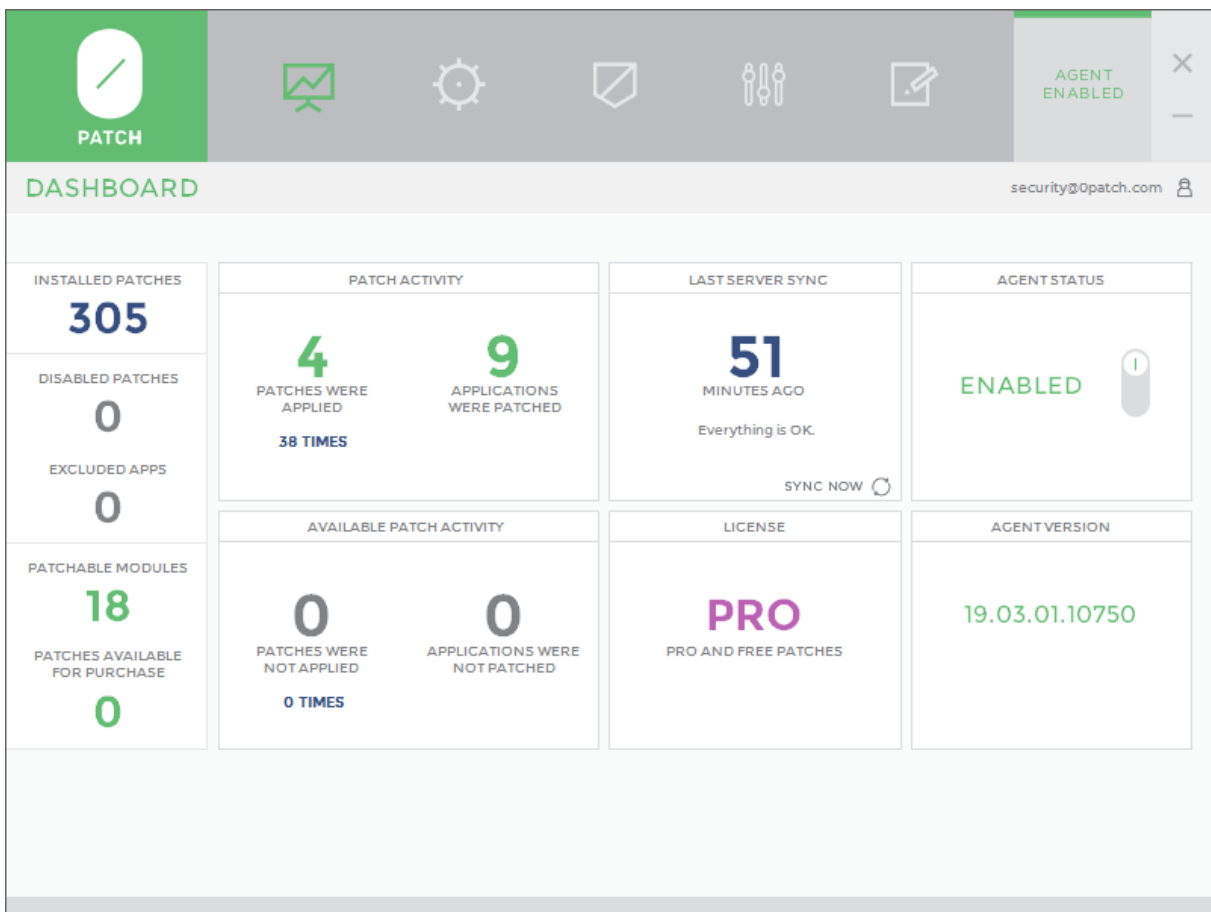 PATCH
AGENT
ENABLED
DASHBOARD
security@0patch.com
INSTALLED PATCHES
305
DISABLED PATCHES
0
EXCLUDED APPS
0
PATCHABLE MODULES
18
PATCHES AVAILABLE
FOR PURCHASE
0
PATCH ACTIVITY
4
PATCHES WERE
APPLIED
38 TIMES
9
APPLICATIONS
WERE PATCHED
LAST SERVER SYNC
51
MINUTES AGO
Everything is OK.
SYNC NOW
AGENT STATUS
ENABLED
AVAILABLE PATCH ACTIVITY
0
PATCHES WERE
NOT APPLIED
0 TIMES
0
APPLICATIONS WERE
NOT PATCHED
LICENSE
PRO
PRO AND FREE PATCHES
AGENT VERSION
19.03.01.10750